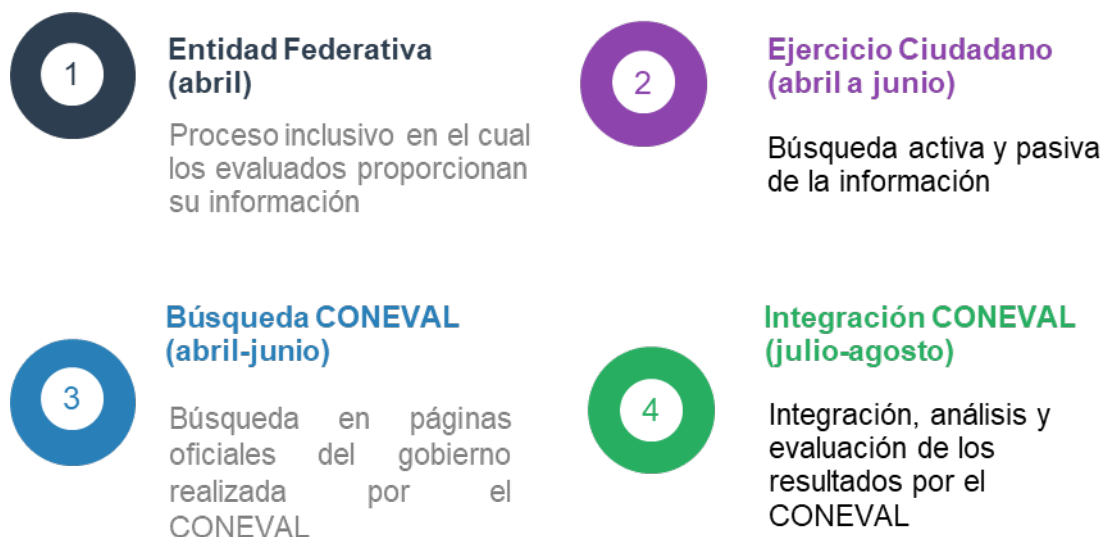 1
Entidad Federativa
(abril)
Proceso inclusivo en el cual
los evaluados proporcionan
su información
2
Ejercicio Ciudadano
(abril a junio)
Búsqueda activa y pasiva
de la información
3
Búsqueda CONEVAL
(abril-junio)
Búsqueda en páginas
oficiales del gobierno
realizada por el
CONEVAL
4
Integración CONEVAL
(julio-agosto)
Integración, análisis y
evaluación de los
resultados por el
CONEVAL